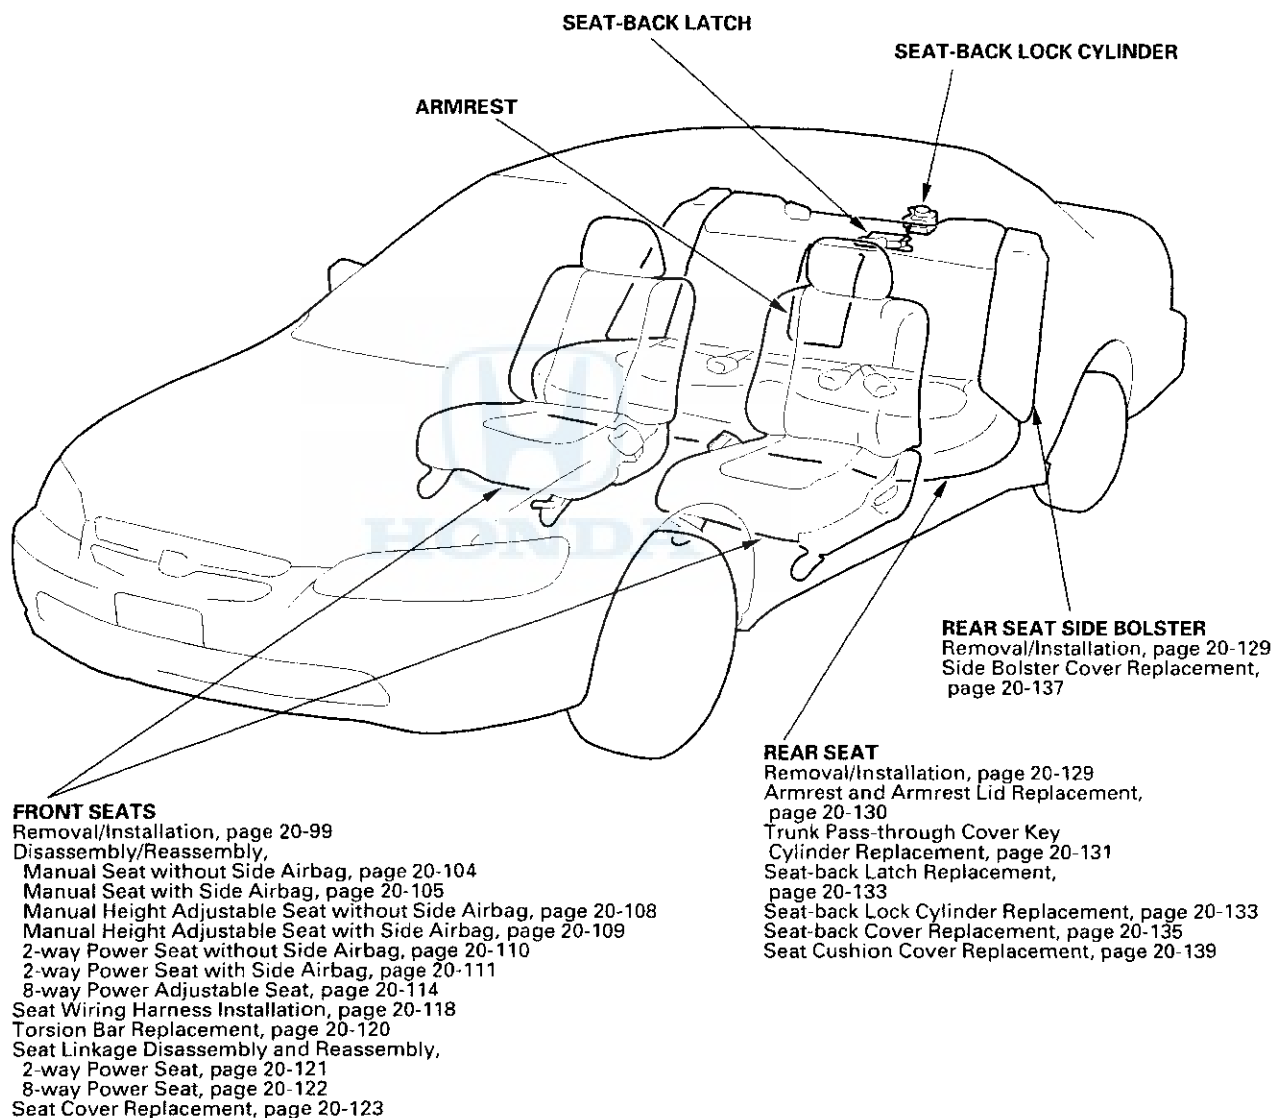 SEAT-BACK LATCH
SEAT-BACK LOCK CYLINDER
ARMREST
HONDA
REAR SEAT SIDE BOLSTER
Removal/Installation, page 20-129
Side Bolster Cover Replacement,
page 20-137
REAR SEAT
Removal/Installation, page 20-129
Armrest and Armrest Lid Replacement,
page 20-130
Trunk Pass-through Cover Key
Cylinder Replacement, page 20-131
Seat-back Latch Replacement,
page 20-133
Seat-back Lock Cylinder Replacement, page 20-133
Seat-back Cover Replacement, page 20-135
Seat Cushion Cover Replacement, page 20-139
FRONT SEATS
Removal/Installation, page 20-99
Disassembly/Reassembly,
Manual Seat without Side Airbag, page 20-104
Manual Seat with Side Airbag, page 20-105
Manual Height Adjustable Seat without Side Airbag, page 20-108
Manual Height Adjustable Seat with Side Airbag, page 20-109
2-way Power Seat without Side Airbag, page 20-110
2-way Power Seat with Side Airbag, page 20-111
8-way Power Adjustable Seat, page 20-114
Seat Wiring Harness Installation, page 20-118
Torsion Bar Replacement, page 20-120
Seat Linkage Disassembly and Reassembly,
2-way Power Seat, page 20-121
8-way Power Seat, page 20-122
Seat Cover Replacement, page 20-123